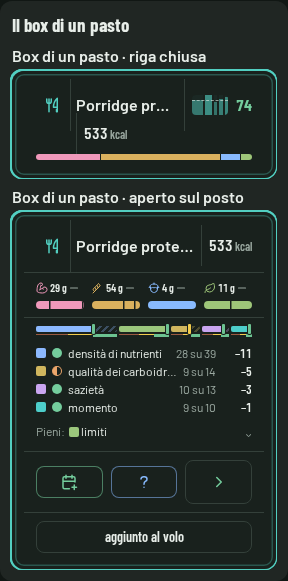 Il box di un pasto
Box di un pasto · riga chiusa
Porridge pr... 74
533 kcal
Box di un pasto · aperto sul posto
Porridge prote... 533 kcal
29 g — 54 g — 4 g — 11 g —
densità di nutrienti 28 su 39 -11
qualità dei carboidr... 9 su 14 -5
sazietà 10 su 13 -3
momento 9 su 10 -1
Pieni: limiti
?
aggiunto al volo